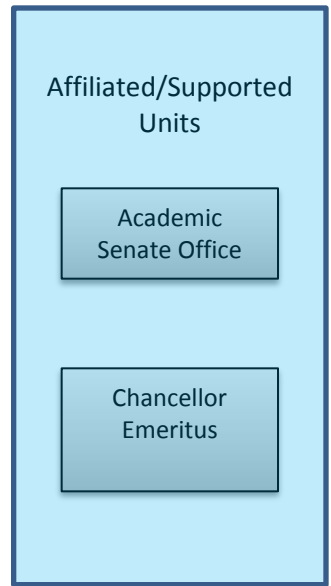 Affiliated/Supported
Units
Academic
Senate Office
Chancellor
Emeritus